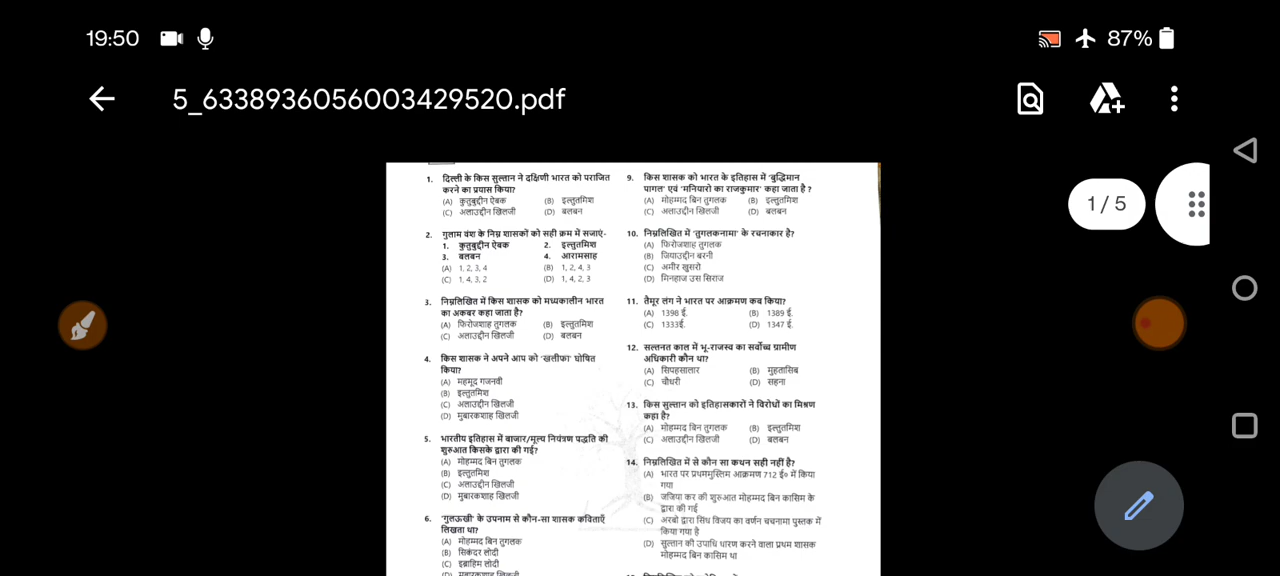 19:50
87%
5_6338936056003429520.pdf
1 / 5
1. दिल्ली के किस सुल्तान ने दक्षिणी भारत को पराजित
करने का प्रयास किया?
(A) कुतुबुद्दीन ऐबक (B) इल्तुतमिश
(C) अलाउद्दीन खिलजी (D) बलबन
2. गुलाम वंश के निम्न शासकों को सही क्रम में सजाएं-
1. कुतुबुद्दीन ऐबक 2. इल्तुतमिश
3. बलबन 4. आरामसाह
(A) 1, 2, 3, 4 (B) 1, 2, 4, 3
(C) 1, 4, 3, 2 (D) 1, 4, 2, 3
3. निम्नलिखित में किस शासक को मध्यकालीन भारत
का अकबर कहा जाता है?
(A) फिरोजशाह तुगलक (B) इल्तुतमिश
(C) अलाउद्दीन खिलजी (D) बलबन
4. किस शासक ने अपने आप को 'खलीफा' घोषित
किया?
(A) महमूद गजनवी
(B) इल्तुतमिश
(C) अलाउद्दीन खिलजी
(D) मुबारकशाह खिलजी
5. भारतीय इतिहास में बाजार/मूल्य नियंत्रण पद्धति की
शुरुआत किसके द्वारा की गई?
(A) मोहम्मद बिन तुगलक
(B) इल्तुतमिश
(C) अलाउद्दीन खिलजी
(D) मुबारकशाह खिलजी
6. 'गुलऊखी' के उपनाम से कौन-सा शासक कविताएँ
लिखता था?
(A) मोहम्मद बिन तुगलक
(B) सिकंदर लोदी
(C) इब्राहिम लोदी
(D) मुबारकशाह खिलजी
9. किस शासक को भारत के इतिहास में 'बुद्धिमान
पागल' एवं 'मनियारो का राजकुमार' कहा जाता है ?
(A) मोहम्मद बिन तुगलक (B) इल्तुतमिश
(C) अलाउद्दीन खिलजी (D) बलबन
10. निम्नलिखित में 'तुगलकनामा' के रचनाकार है?
(A) फिरोजशाह तुगलक
(B) जियाउद्दीन बरनी
(C) अमीर खुसरो
(D) मिनहाज उस सिराज
11. तैमूर लंग ने भारत पर आक्रमण कब किया?
(A) 1398 ई. (B) 1389 ई.
(C) 1333ई. (D) 1347 ई.
12. सल्तनत काल में भू-राजस्व का सर्वोच्च ग्रामीण
अधिकारी कौन था?
(A) सिपहसालार (B) मुहतासिब
(C) चौधरी (D) सहना
13. किस सुल्तान को इतिहासकारों ने विरोधों का मिश्रण
कहा है?
(A) मोहम्मद बिन तुगलक (B) इल्तुतमिश
(C) अलाउद्दीन खिलजी (D) बलबन
14. निम्नलिखित में से कौन सा कथन सही नहीं है?
(A) भारत पर प्रथममुस्लिम आक्रमण 712 ई० में किया
गया
(B) जजिया कर की शुरुआत मोहम्मद बिन कासिम के
द्वारा की गई
(C) अरबो द्वारा सिंध विजय का वर्णन चचनामा पुस्तक में
किया गया है
(D) सुल्तान की उपाधि धारण करने वाला प्रथम शासक
मोहम्मद बिन कासिम था